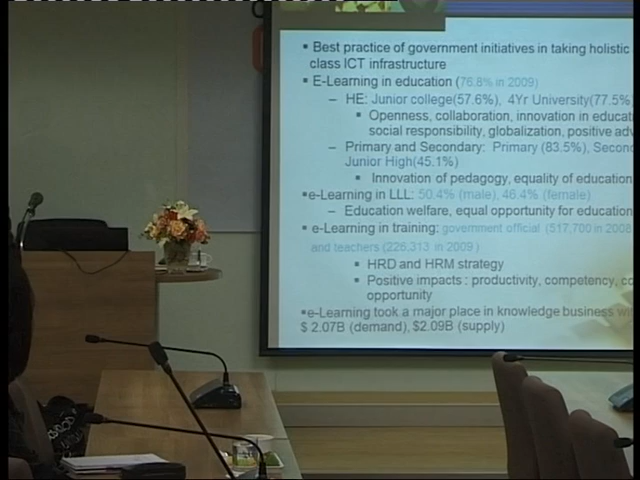 ▪ Best practice of government initiatives in taking holistic
class ICT infrastructure
▪ E-Learning in education (76.8% in 2009)
– HE: Junior college(57.6%), 4Yr University(77.5%
▪ Openness, collaboration, innovation in educat
social responsibility, globalization, positive adv
– Primary and Secondary: Primary (83.5%), Secon
Junior High(45.1%)
▪ Innovation of pedagogy, equality of education
▪e-Learning in LLL: 50.4% (male), 46.4% (female)
– Education welfare, equal opportunity for education
▪ e-Learning in training: government official (517,700 in 2008
and teachers (226,313 in 2009)
▪ HRD and HRM strategy
▪ Positive impacts : productivity, competency, co
opportunity
▪e-Learning took a major place in knowledge business
$ 2.07B (demand), $2.09B (supply)